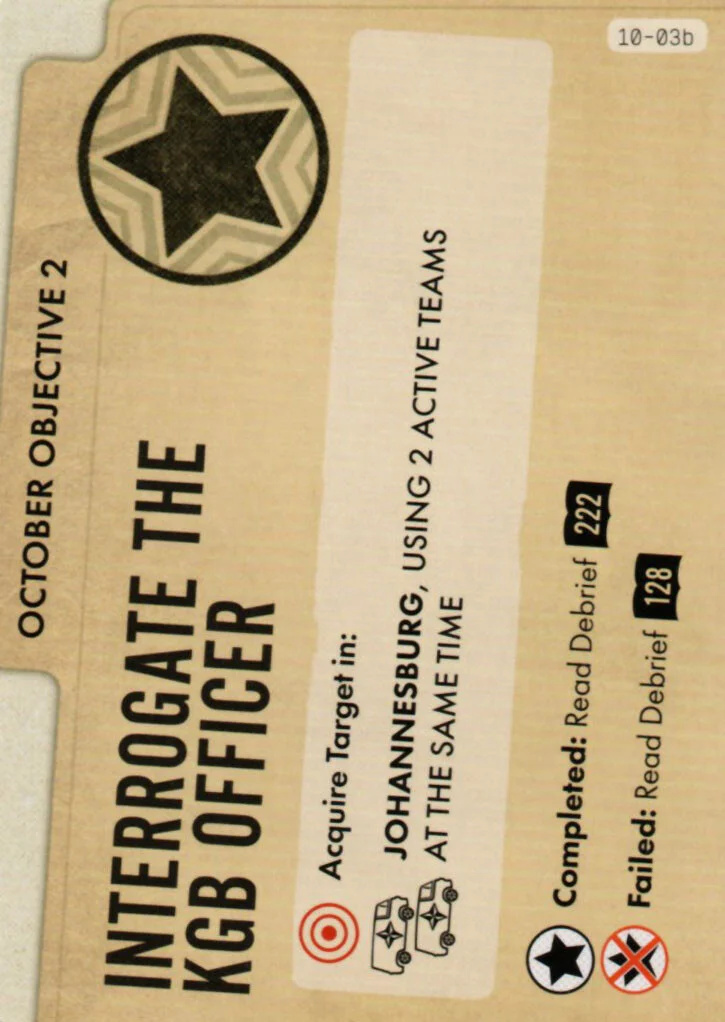 10-03b
OCTOBER OBJECTIVE 2
INTERROGATE THE
KGB OFFICER
Acquire Target in:
JOHANNESBURG, USING 2 ACTIVE TEAMS
AT THE SAME TIME
Completed: Read Debrief 222
Failed: Read Debrief 128